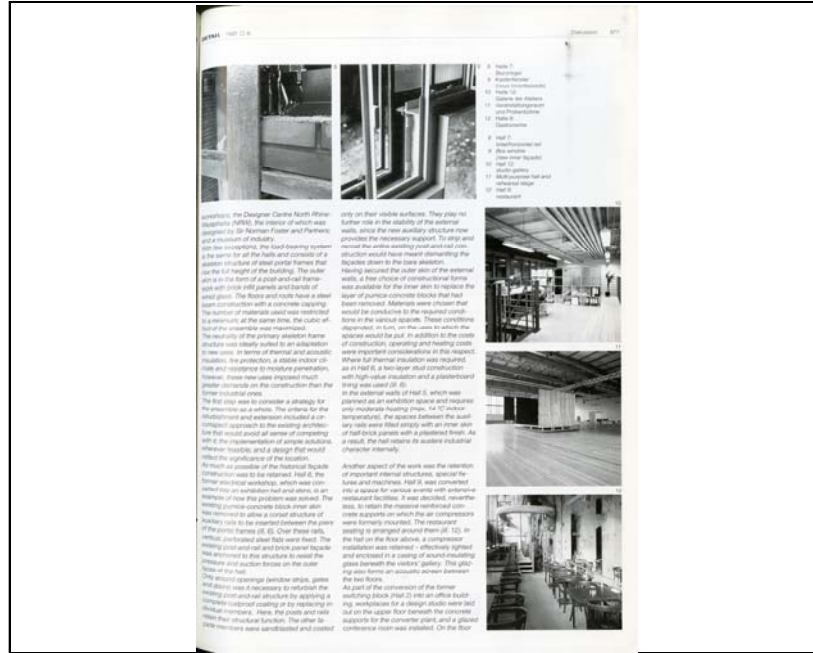 DETAIL
Discussion 871
9
8 Halle 7:
9 Kastenfenster
10 Halle 12:
Galerie der Ateliers
11 Veranstaltungsraum
und Probenbühne
12 Halle 9:
Gastronomie
8 Hall 7:
9 Box window
(new inner façade)
10 Hall 12:
studio gallery
11 Multi-purpose hall and
rehearsal stage
12 Hall 9:
restaurant
10
11
12
workshops, the Designer Centre North Rhine-
Westphalia (NRW), the interior of which was
designed by Sir Norman Foster and Partners;
and a museum of industry.
With few exceptions, the load-bearing system
is the same for all the halls and consists of a
skeleton structure of steel portal frames that
rise the full height of the building. The outer
skin is in the form of a post-and-rail frame-
work with brick infill panels and bands of
wired glass. The floors and roofs have a steel
beam construction with a concrete capping.
The number of materials used was restricted
to a minimum; at the same time, the cubic ef-
fect of the ensemble was maximized.
The neutrality of the primary skeleton frame
structure was ideally suited to an adaptation
to new uses. In terms of thermal and acoustic
insulation, fire protection, a stable indoor cli-
mate and resistance to moisture penetration,
however, these new uses imposed much
greater demands on the construction than the
former industrial ones.
The first step was to consider a strategy for
the ensemble as a whole. The criteria for the
refurbishment and extension included a cir-
cumspect approach to the existing architec-
ture that would avoid all sense of competing
with it; the implementation of simple solutions,
wherever feasible; and a design that would
reflect the significance of the location.
As much as possible of the historical façade
construction was to be retained. Hall 6, the
former electrical workshop, which was con-
verted into an exhibition hall and store, is an
example of how this problem was solved. The
existing pumice-concrete block inner skin
was removed to allow a corset structure of
auxiliary rails to be inserted between the piers
of the portal frames (ill. 6). Over these rails,
vertical, perforated steel flats were fixed. The
existing post-and-rail and brick panel façade
was anchored to this structure to resist the
pressure and suction forces on the outer
faces of the hall.
Only around openings (window strips, gates
and doors) was it necessary to refurbish the
existing post-and-rail structure by applying a
complete rustproof coating or by replacing in-
dividual members. Here, the posts and rails
retain their structural function. The other fa-
çade members were sandblasted and coated
only on their visible surfaces. They play no
further role in the stability of the external
walls, since the new auxiliary structure now
provides the necessary support. To strip and
recoat the entire existing post-and-rail con-
struction would have meant dismantling the
façades down to the bare skeleton.
Having secured the outer skin of the external
walls, a free choice of constructional forms
was available for the inner skin to replace the
layer of pumice-concrete blocks that had
been removed. Materials were chosen that
would be conducive to the required condi-
tions in the various spaces. These conditions
depended, in turn, on the uses to which the
spaces would be put. In addition to the costs
of construction, operating and heating costs
were important considerations in this respect.
Where full thermal insulation was required,
as in Hall 6, a two-layer stud construction
with high-value insulation and a plasterboard
lining was used (ill. 6).
In the external walls of Hall 5, which was
planned as an exhibition space and requires
only moderate heating (max. 14 °C indoor
temperature), the spaces between the auxil-
iary rails were filled simply with an inner skin
of half-brick panels with a plastered finish. As
a result, the hall retains its austere industrial
character internally.
Another aspect of the work was the retention
of important internal structures, special fea-
tures and machines. Hall 9, was converted
into a space for various events with extensive
restaurant facilities. It was decided, neverthe-
less, to retain the massive reinforced con-
crete supports on which the air compressors
were formerly mounted. The restaurant
seating is arranged around them (ill. 12). In
the hall on the floor above, a compressor
installation was retained – effectively lighted
and enclosed in a casing of sound-insulating
glass beneath the visitors' gallery. This glaz-
ing also forms an acoustic screen between
the two floors.
As part of the conversion of the former
switching block (Hall 2) into an office build-
ing, workplaces for a design studio were laid
out on the upper floor beneath the concrete
supports for the converter plant, and a glazed
conference room was installed. On the floor